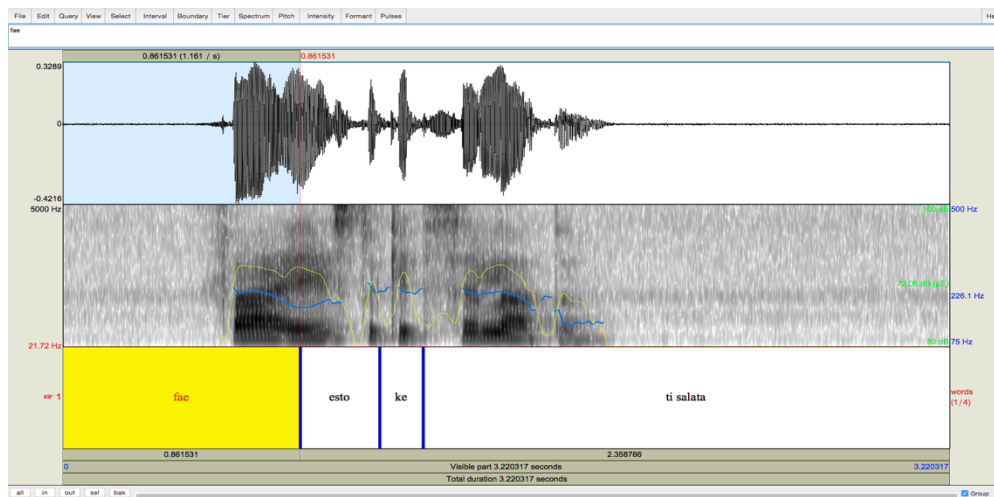 File Edit Query View Select Interval Boundary Tier Spectrum Pitch Intensity Formant Pulses He
fae
0.861531 (1.161 / s) 0.861531
0.3289
0
-0.4216
5000 Hz 100 dB 500 Hz
226.1 Hz
21.72 Hz 50 dB 75 Hz
1 fae esto ke ti salata words
(1/4)
0.861531 2.358786
0 Visible part 3.220317 seconds 3.220317
Total duration 3.220317 seconds
all in out sel bak Group